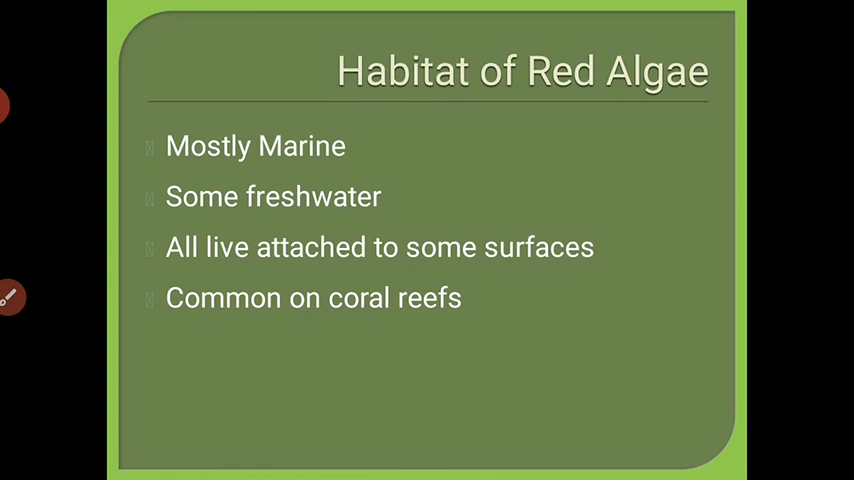 Habitat of Red Algae
Mostly Marine
Some freshwater
All live attached to some surfaces
Common on coral reefs